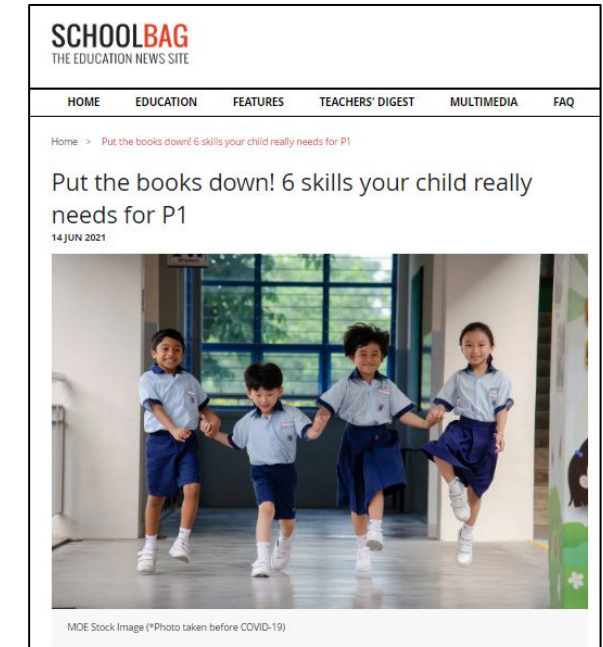 SCHOOLBAG
THE EDUCATION NEWS SITE
HOME EDUCATION FEATURES TEACHERS' DIGEST MULTIMEDIA FAQ
Home > Put the books down! 6 skills your child really needs for P1
Put the books down! 6 skills your child really
needs for P1
14 JUN 2021
MOE Stock Image (*Photo taken before COVID-19)